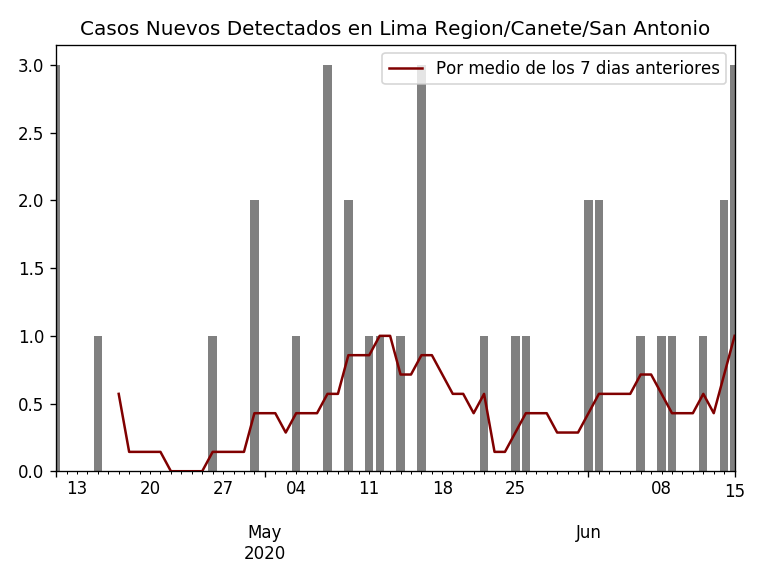 Casos Nuevos Detectados en Lima Region/Canete/San Antonio
Por medio de los 7 dias anteriores
3.0
2.5
2.0
1.5
1.0
0.5
0.0
13 20 27 04 11 18 25 08 15
May Jun
2020